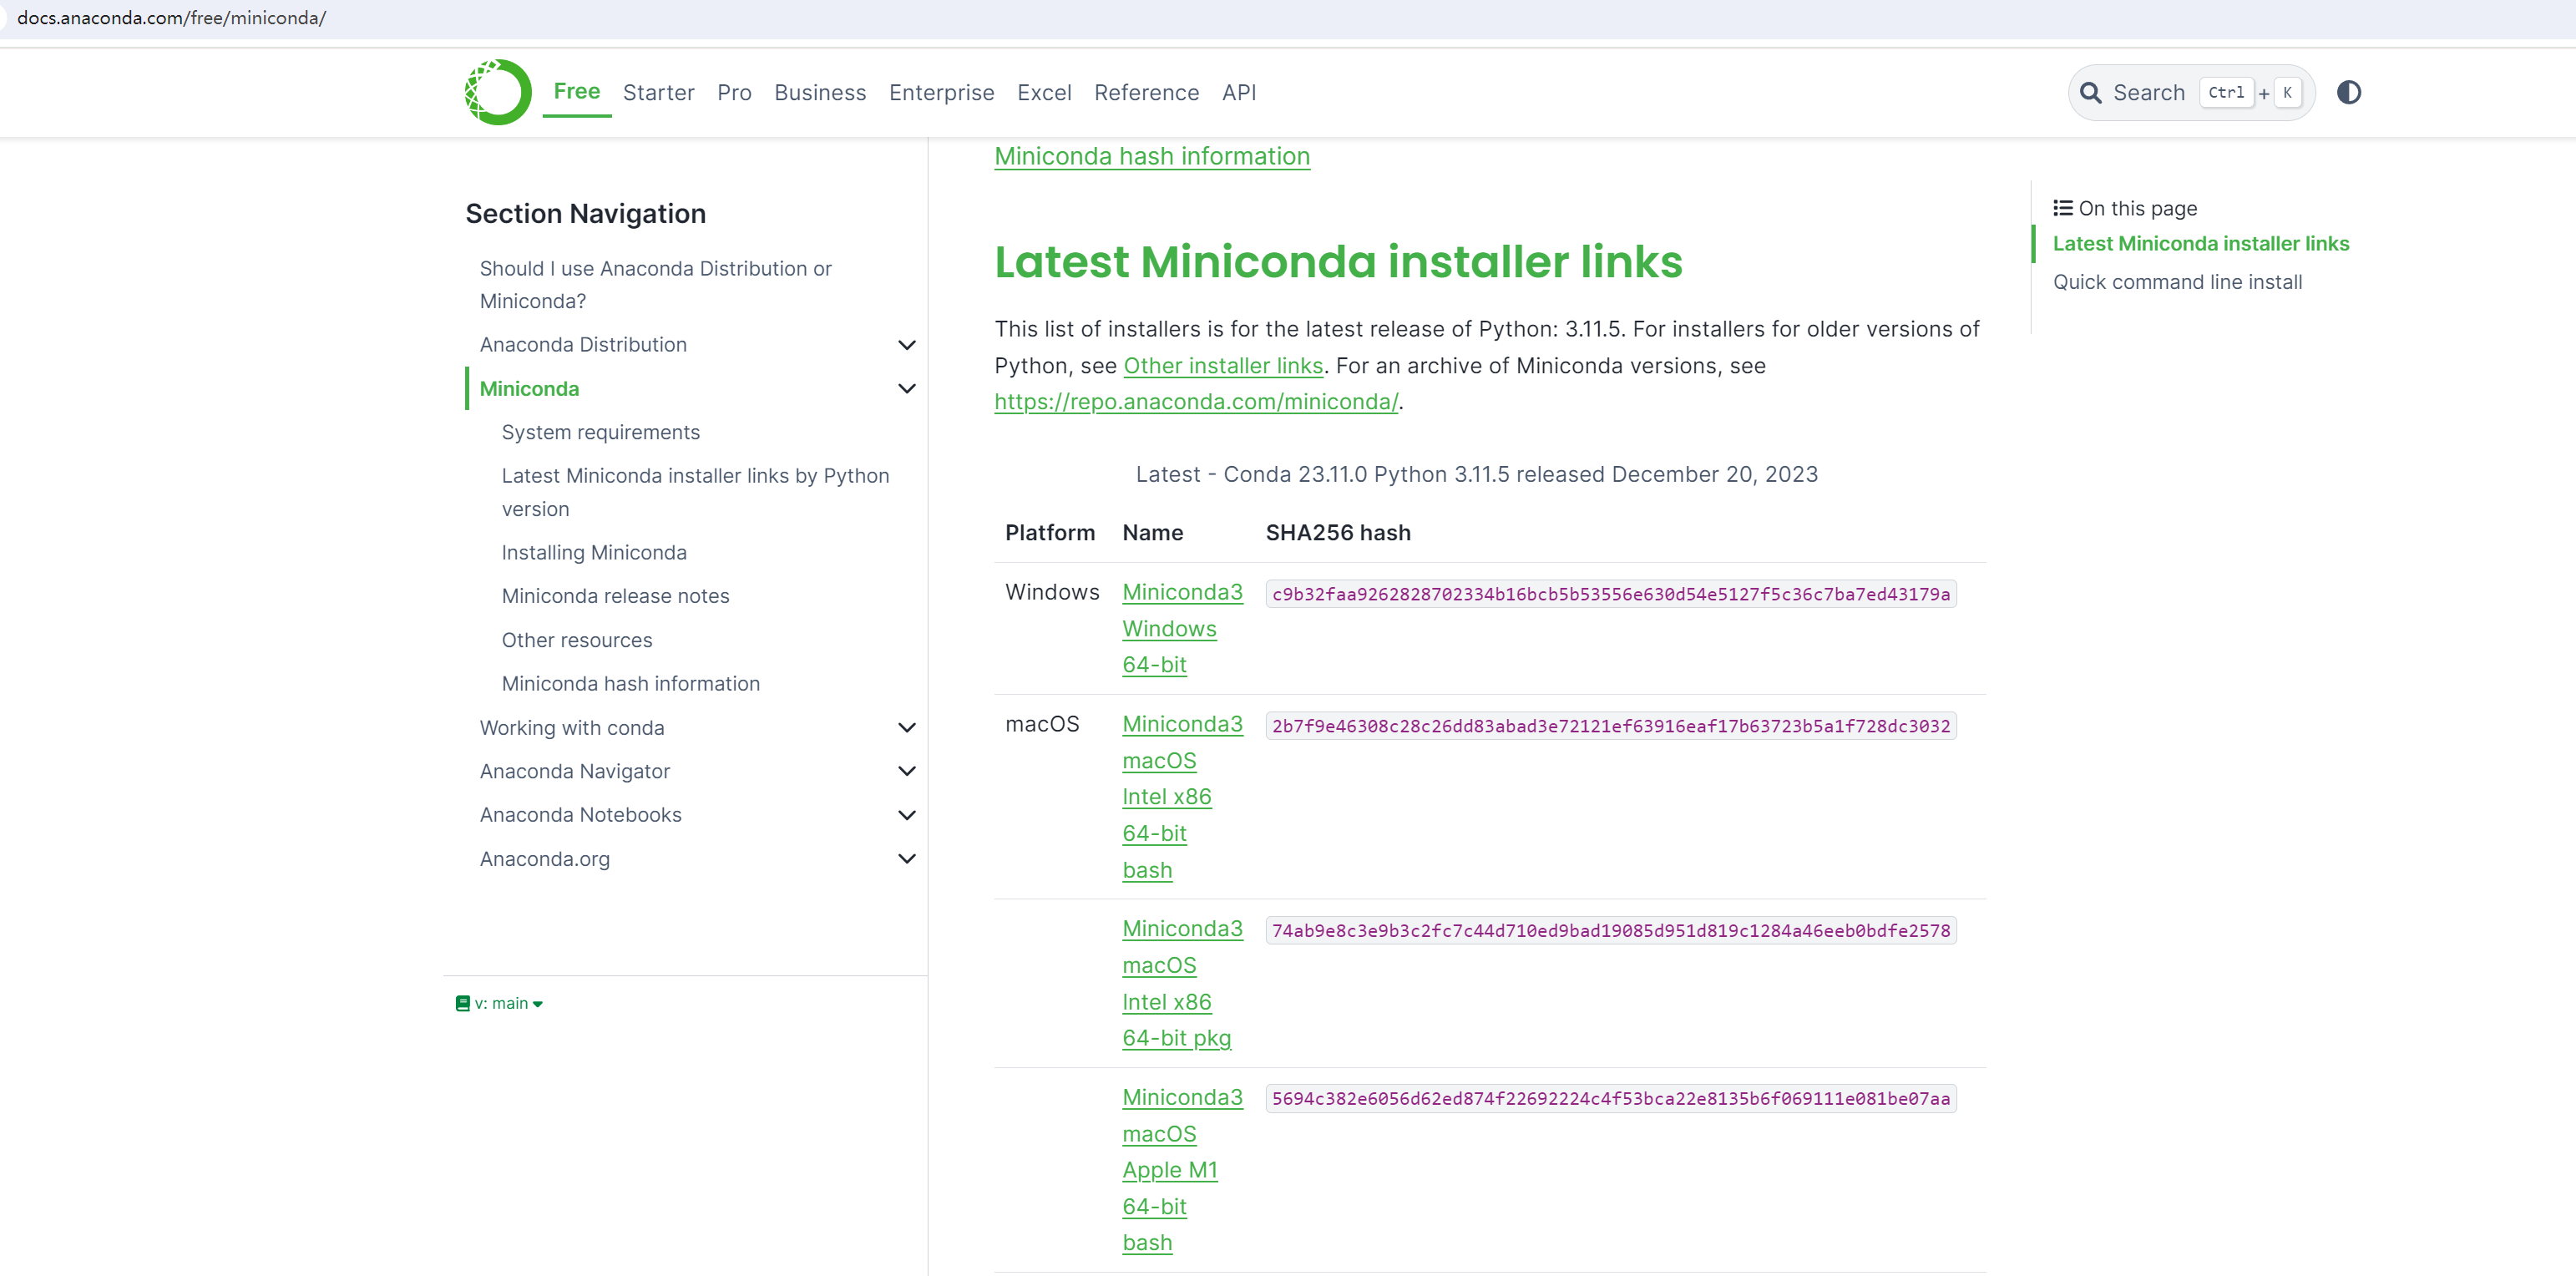 docs.anaconda.com/free/miniconda/
Free Starter Pro Business Enterprise Excel Reference API
Search Ctrl + K
Section Navigation
Should I use Anaconda Distribution or
Miniconda?
Anaconda Distribution
Miniconda
System requirements
Latest Miniconda installer links by Python
version
Installing Miniconda
Miniconda release notes
Other resources
Miniconda hash information
Working with conda
Anaconda Navigator
Anaconda Notebooks
Anaconda.org
v: main
Miniconda hash information
Latest Miniconda installer links
This list of installers is for the latest release of Python: 3.11.5. For installers for older versions of
Python, see Other installer links. For an archive of Miniconda versions, see
https://repo.anaconda.com/miniconda/.
Latest - Conda 23.11.0 Python 3.11.5 released December 20, 2023
Platform Name SHA256 hash
Windows Miniconda3 c9b32faa9262828702334b16bcb5b53556e630d54e5127f5c36c7ba7ed43179a
Windows
64-bit
macOS Miniconda3 2b7f9e46308c28c26dd83abad3e72121ef63916eaf17b63723b5a1f728dc3032
macOS
Intel x86
64-bit
bash
Miniconda3 74ab9e8c3e9b3c2fc7c44d710ed9bad19085d951d819c1284a46eeb0bdfe2578
macOS
Intel x86
64-bit pkg
Miniconda3 5694c382e6056d62ed874f22692224c4f53bca22e8135b6f069111e081be07aa
macOS
Apple M1
64-bit
bash
On this page
Latest Miniconda installer links
Quick command line install